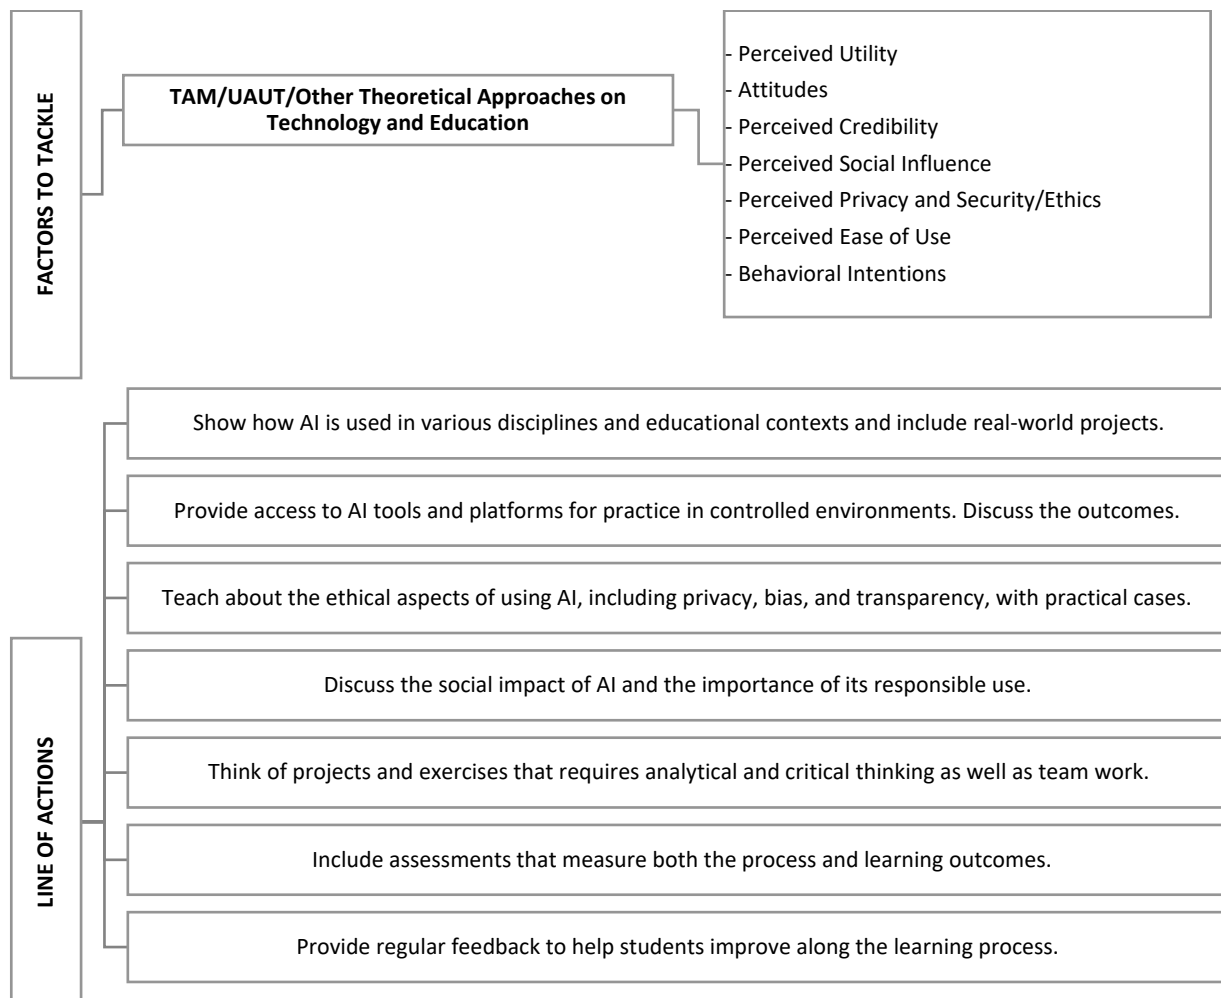 FACTORS TO TACKLE
TAM/UAUT/Other Theoretical Approaches on
Technology and Education
- Perceived Utility
- Attitudes
- Perceived Credibility
- Perceived Social Influence
- Perceived Privacy and Security/Ethics
- Perceived Ease of Use
- Behavioral Intentions
LINE OF ACTIONS
Show how AI is used in various disciplines and educational contexts and include real-world projects.
Provide access to AI tools and platforms for practice in controlled environments. Discuss the outcomes.
Teach about the ethical aspects of using AI, including privacy, bias, and transparency, with practical cases.
Discuss the social impact of AI and the importance of its responsible use.
Think of projects and exercises that requires analytical and critical thinking as well as team work.
Include assessments that measure both the process and learning outcomes.
Provide regular feedback to help students improve along the learning process.